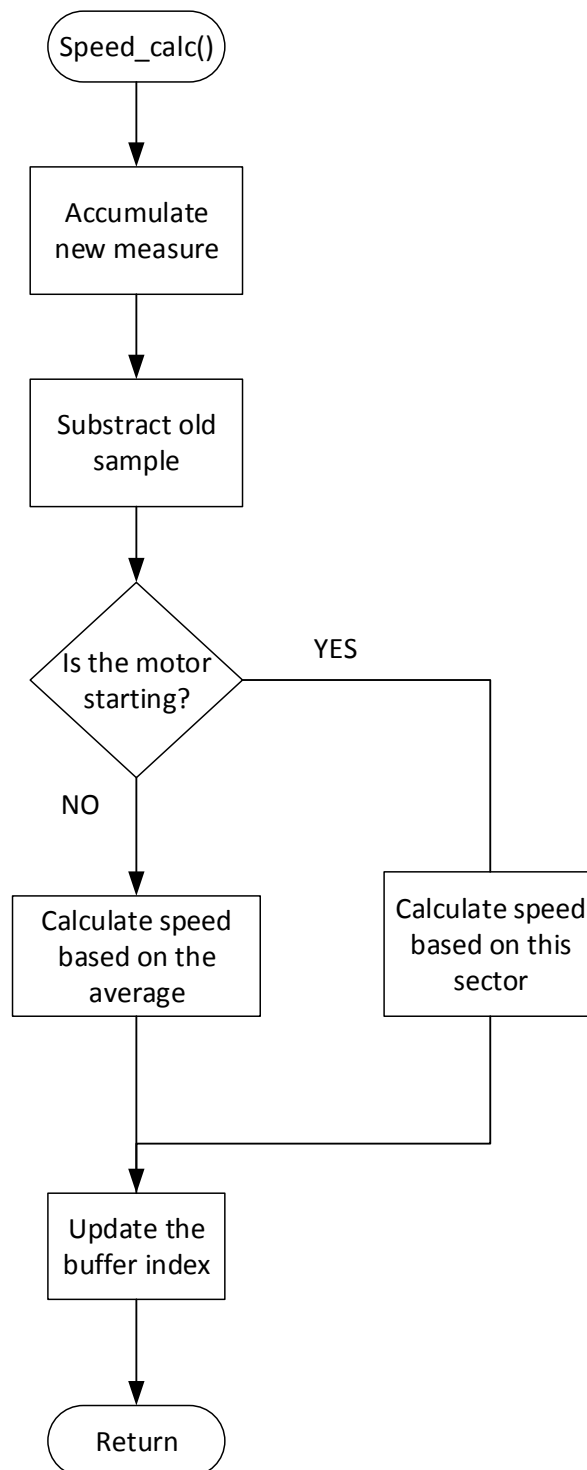 Speed_calc()
Accumulate
new measure
Substract old
sample
Is the motor
starting?
YES
NO
Calculate speed
based on the
average
Calculate speed
based on this
sector
Update the
buffer index
Return